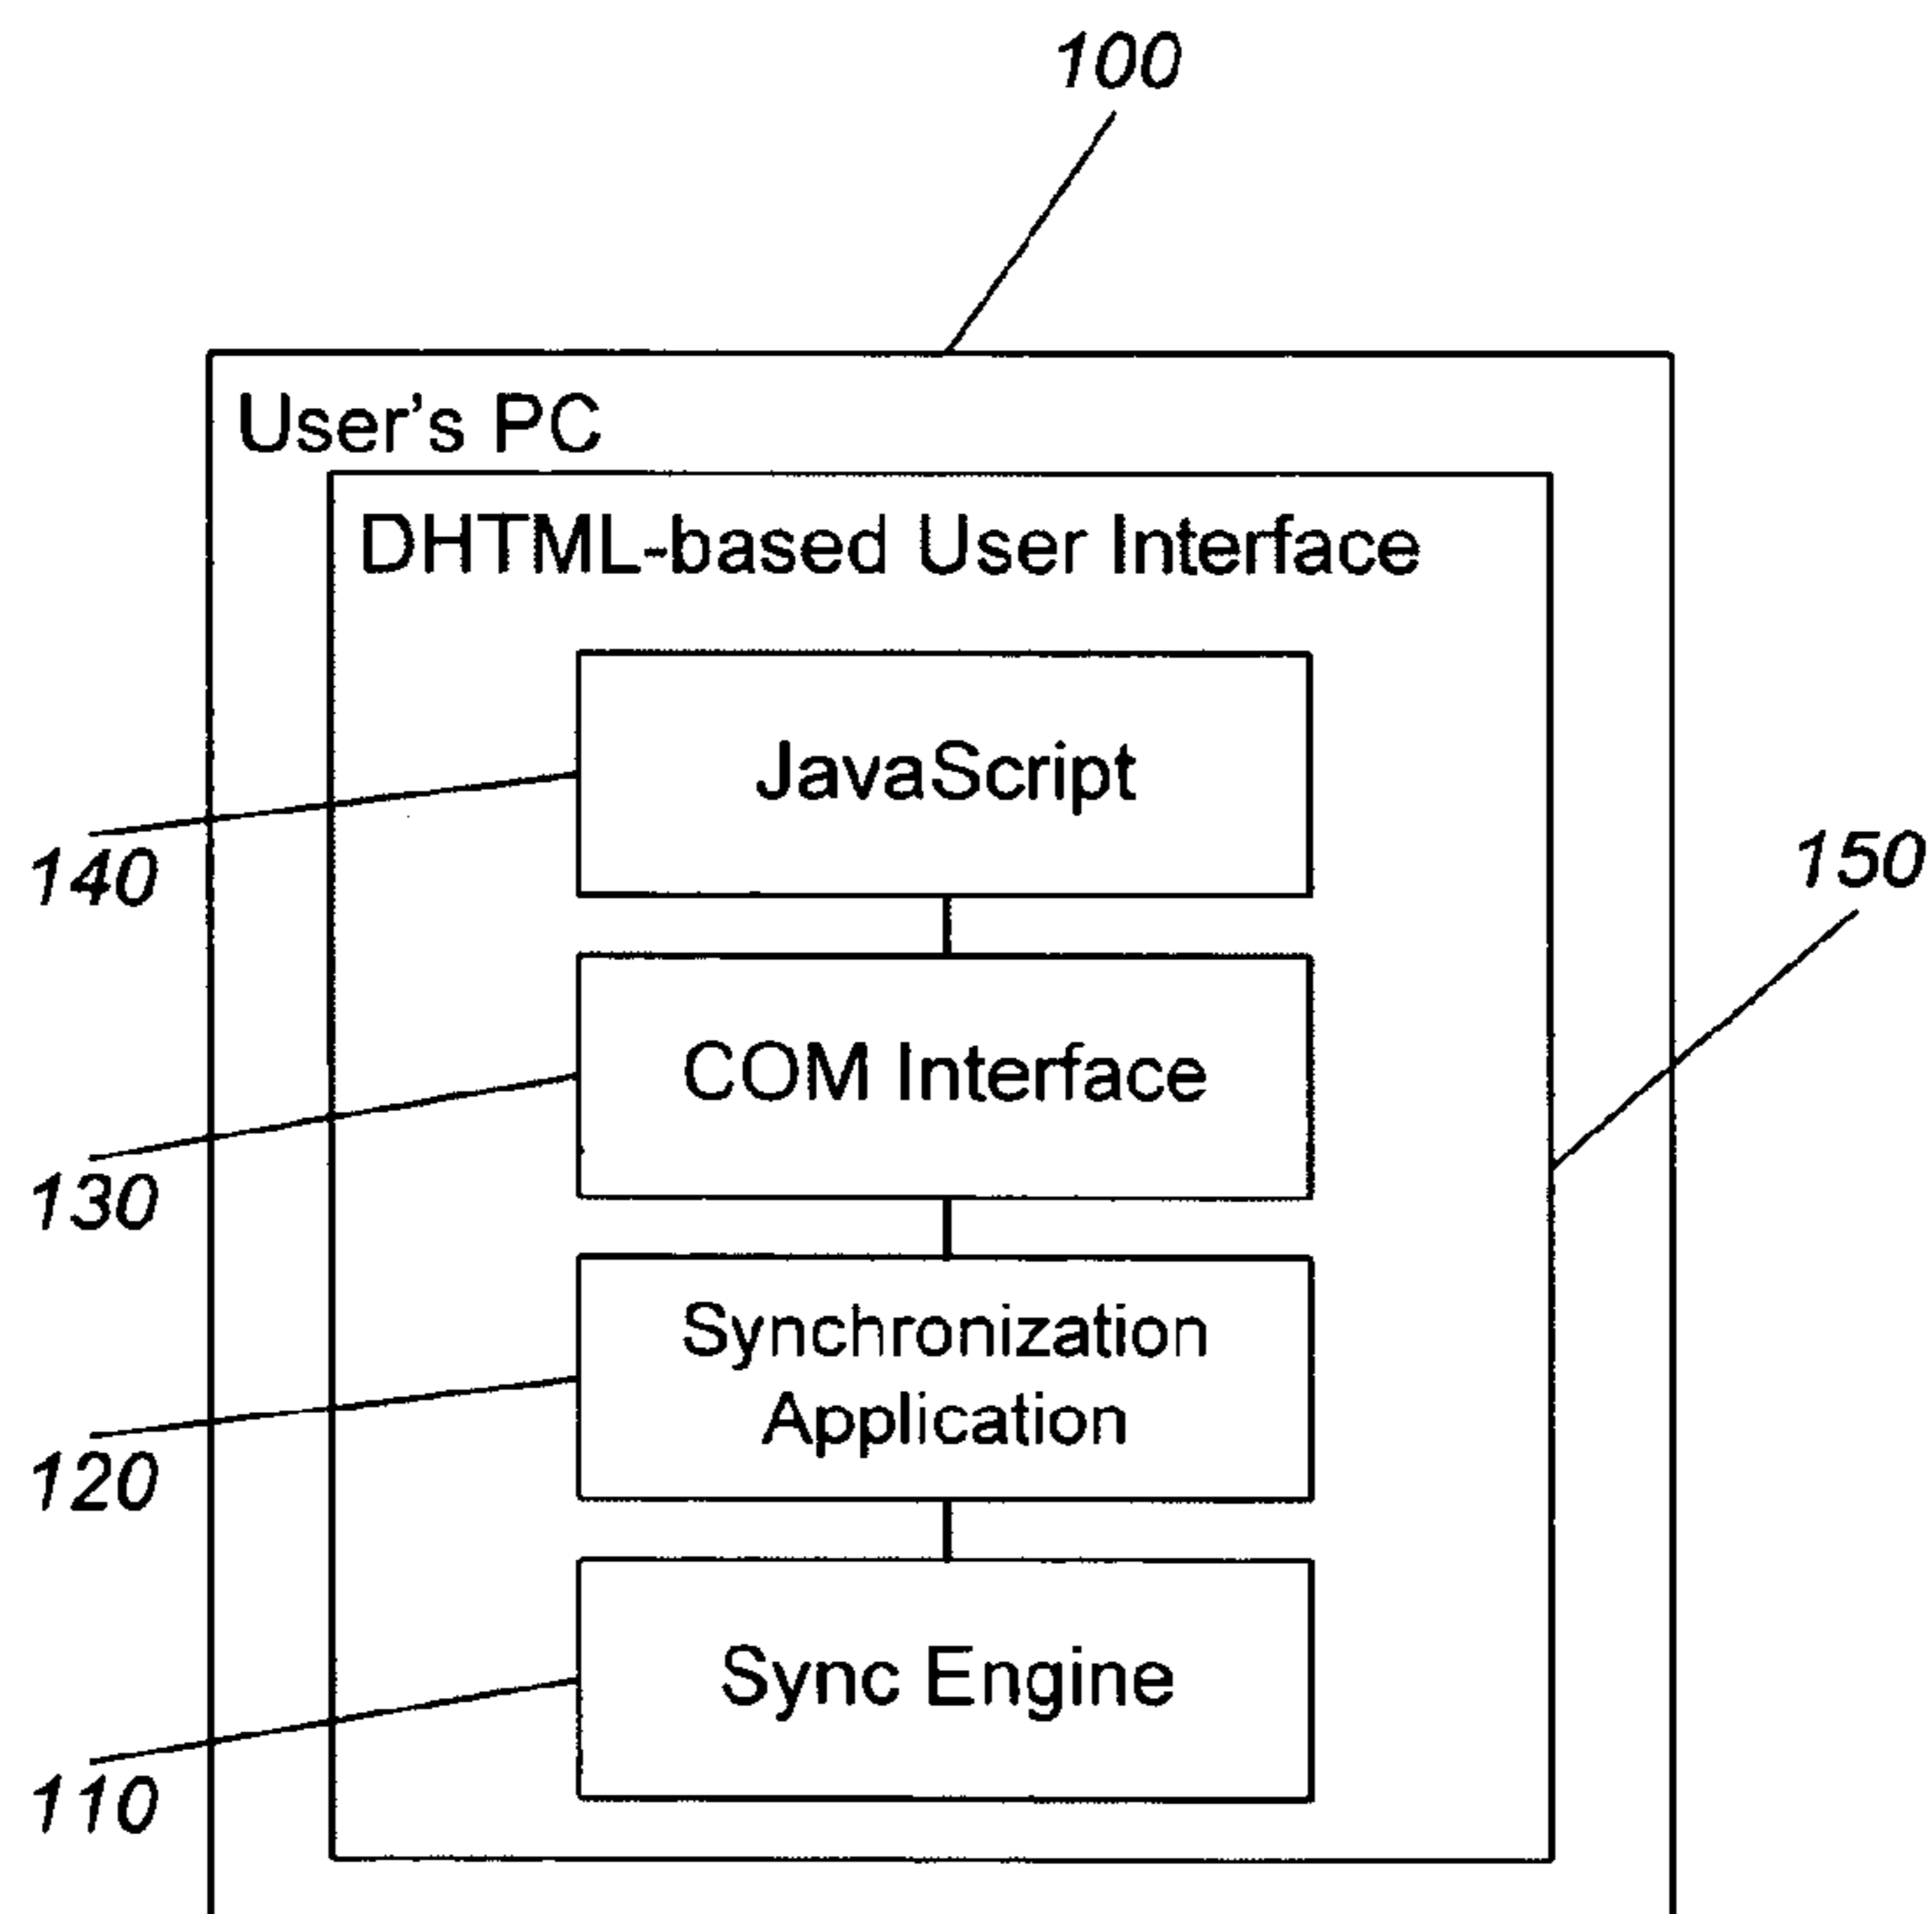 100
User's PC
DHTML-based User Interface
JavaScript
140
150
COM Interface
130
Synchronization
Application
120
Sync Engine
110